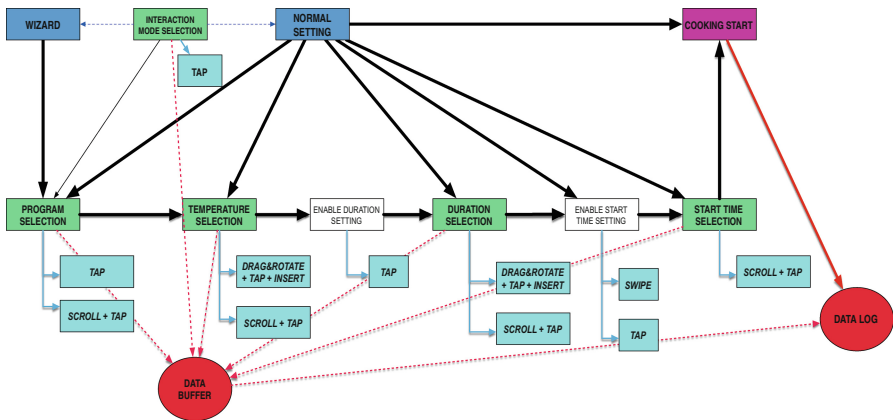 WIZARD
INTERACTION
MODE SELECTION
NORMAL
SETTING
COOKING START
TAP
PROGRAM
SELECTION
TEMPERATURE
SELECTION
ENABLE DURATION
SETTING
DURATION
SELECTION
ENABLE START
TIME SETTING
START TIME
SELECTION
TAP
DRAG&ROTATE
+ TAP + INSERT
TAP
DRAG&ROTATE
+ TAP + INSERT
SWIPE
SCROLL + TAP
SCROLL + TAP
SCROLL + TAP
SCROLL + TAP
TAP
DATA LOG
DATA
BUFFER